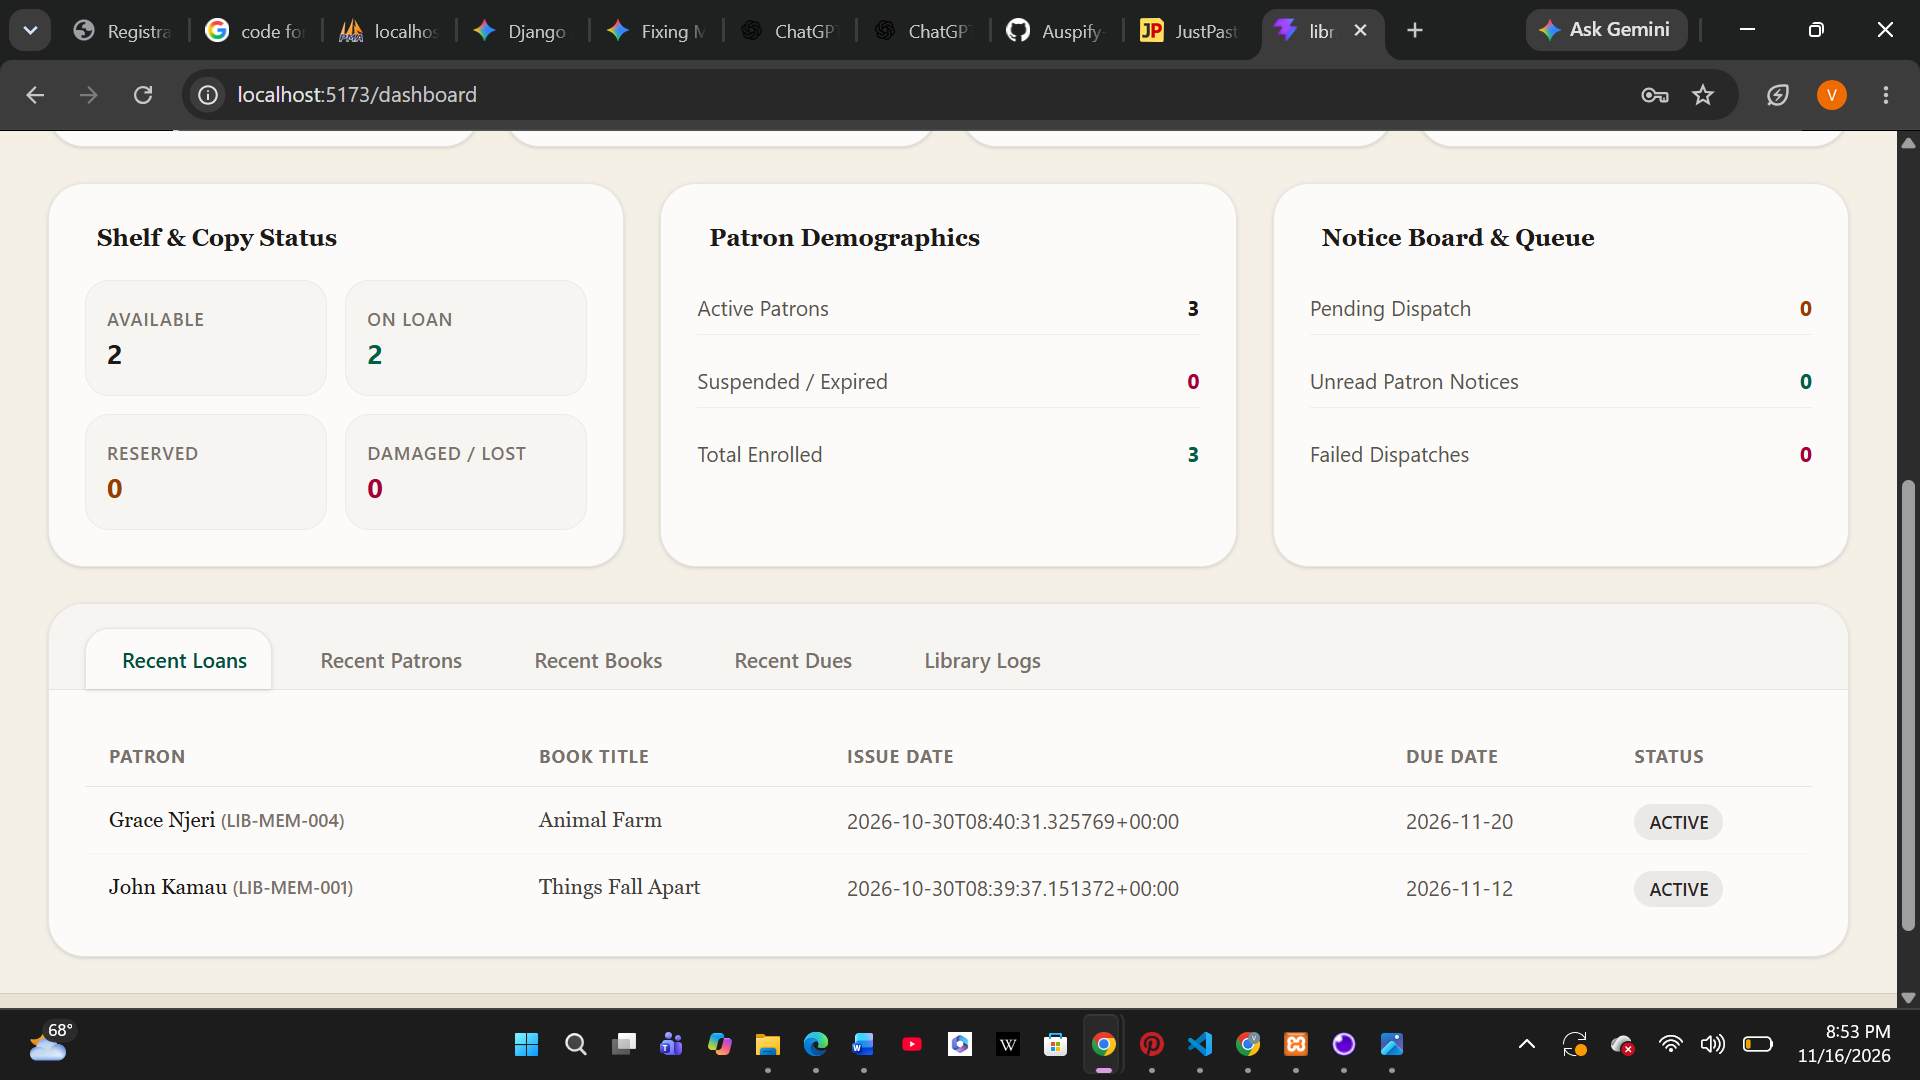 Registra
code fo
localhos
Django
Fixing M
ChatGP
ChatGP
Auspify-
JustPast
libr
Ask Gemini
localhost:5173/dashboard
V
Shelf & Copy Status
AVAILABLE
2
ON LOAN
2
RESERVED
0
DAMAGED / LOST
0
Patron Demographics
Active Patrons 3
Suspended / Expired 0
Total Enrolled 3
Notice Board & Queue
Pending Dispatch 0
Unread Patron Notices 0
Failed Dispatches 0
Recent Loans Recent Patrons Recent Books Recent Dues Library Logs
PATRON BOOK TITLE ISSUE DATE DUE DATE STATUS
Grace Njeri (LIB-MEM-004) Animal Farm 2026-10-30T08:40:31.325769+00:00 2026-11-20 ACTIVE
John Kamau (LIB-MEM-001) Things Fall Apart 2026-10-30T08:39:37.151372+00:00 2026-11-12 ACTIVE
68°
8:53 PM
11/16/2026